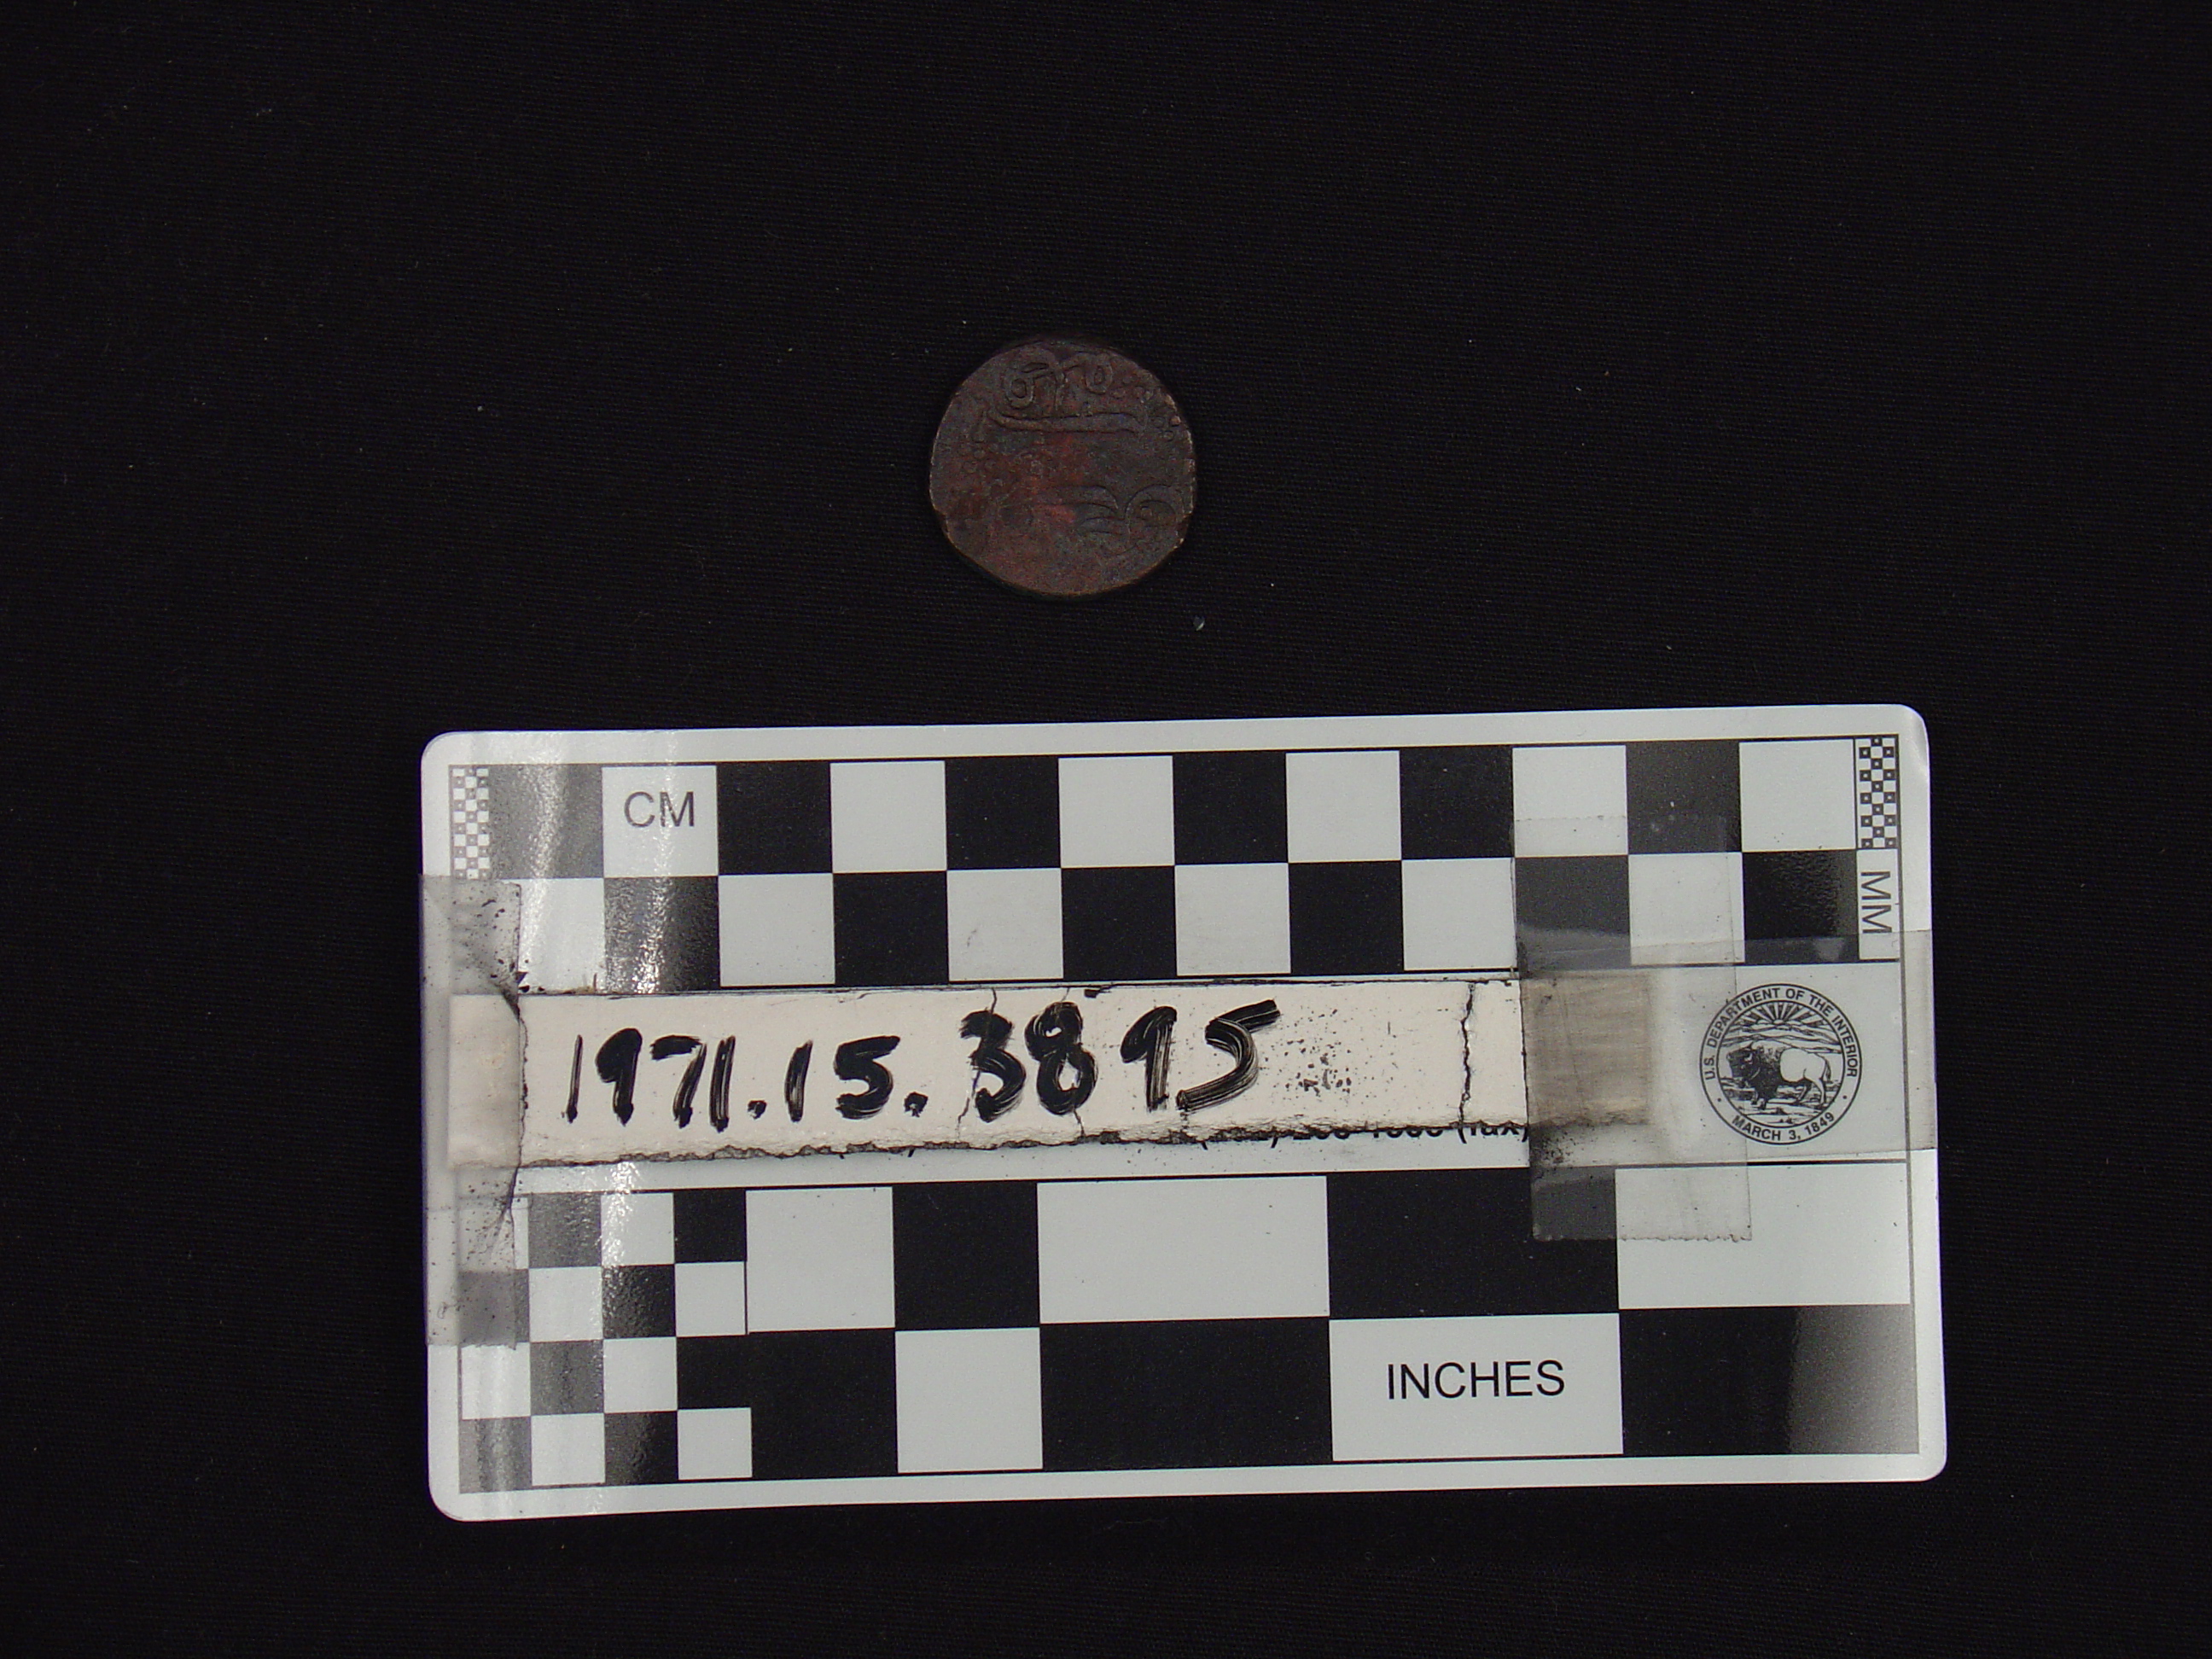 CM
MM
1971.15.3895
U.S. DEPARTMENT OF THE INTERIOR
MARCH 3, 1849
INCHES